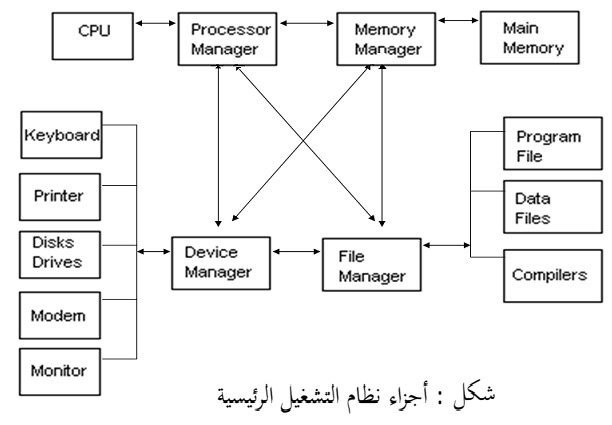 CPU
Processor
Manager
Memory
Manager
Main
Memory
Keyboard
Printer
Disks
Drives
Modem
Monitor
Device
Manager
File
Manager
Program
File
Data
Files
Compilers
شكل : أجزاء نظام التشغيل الرئيسية